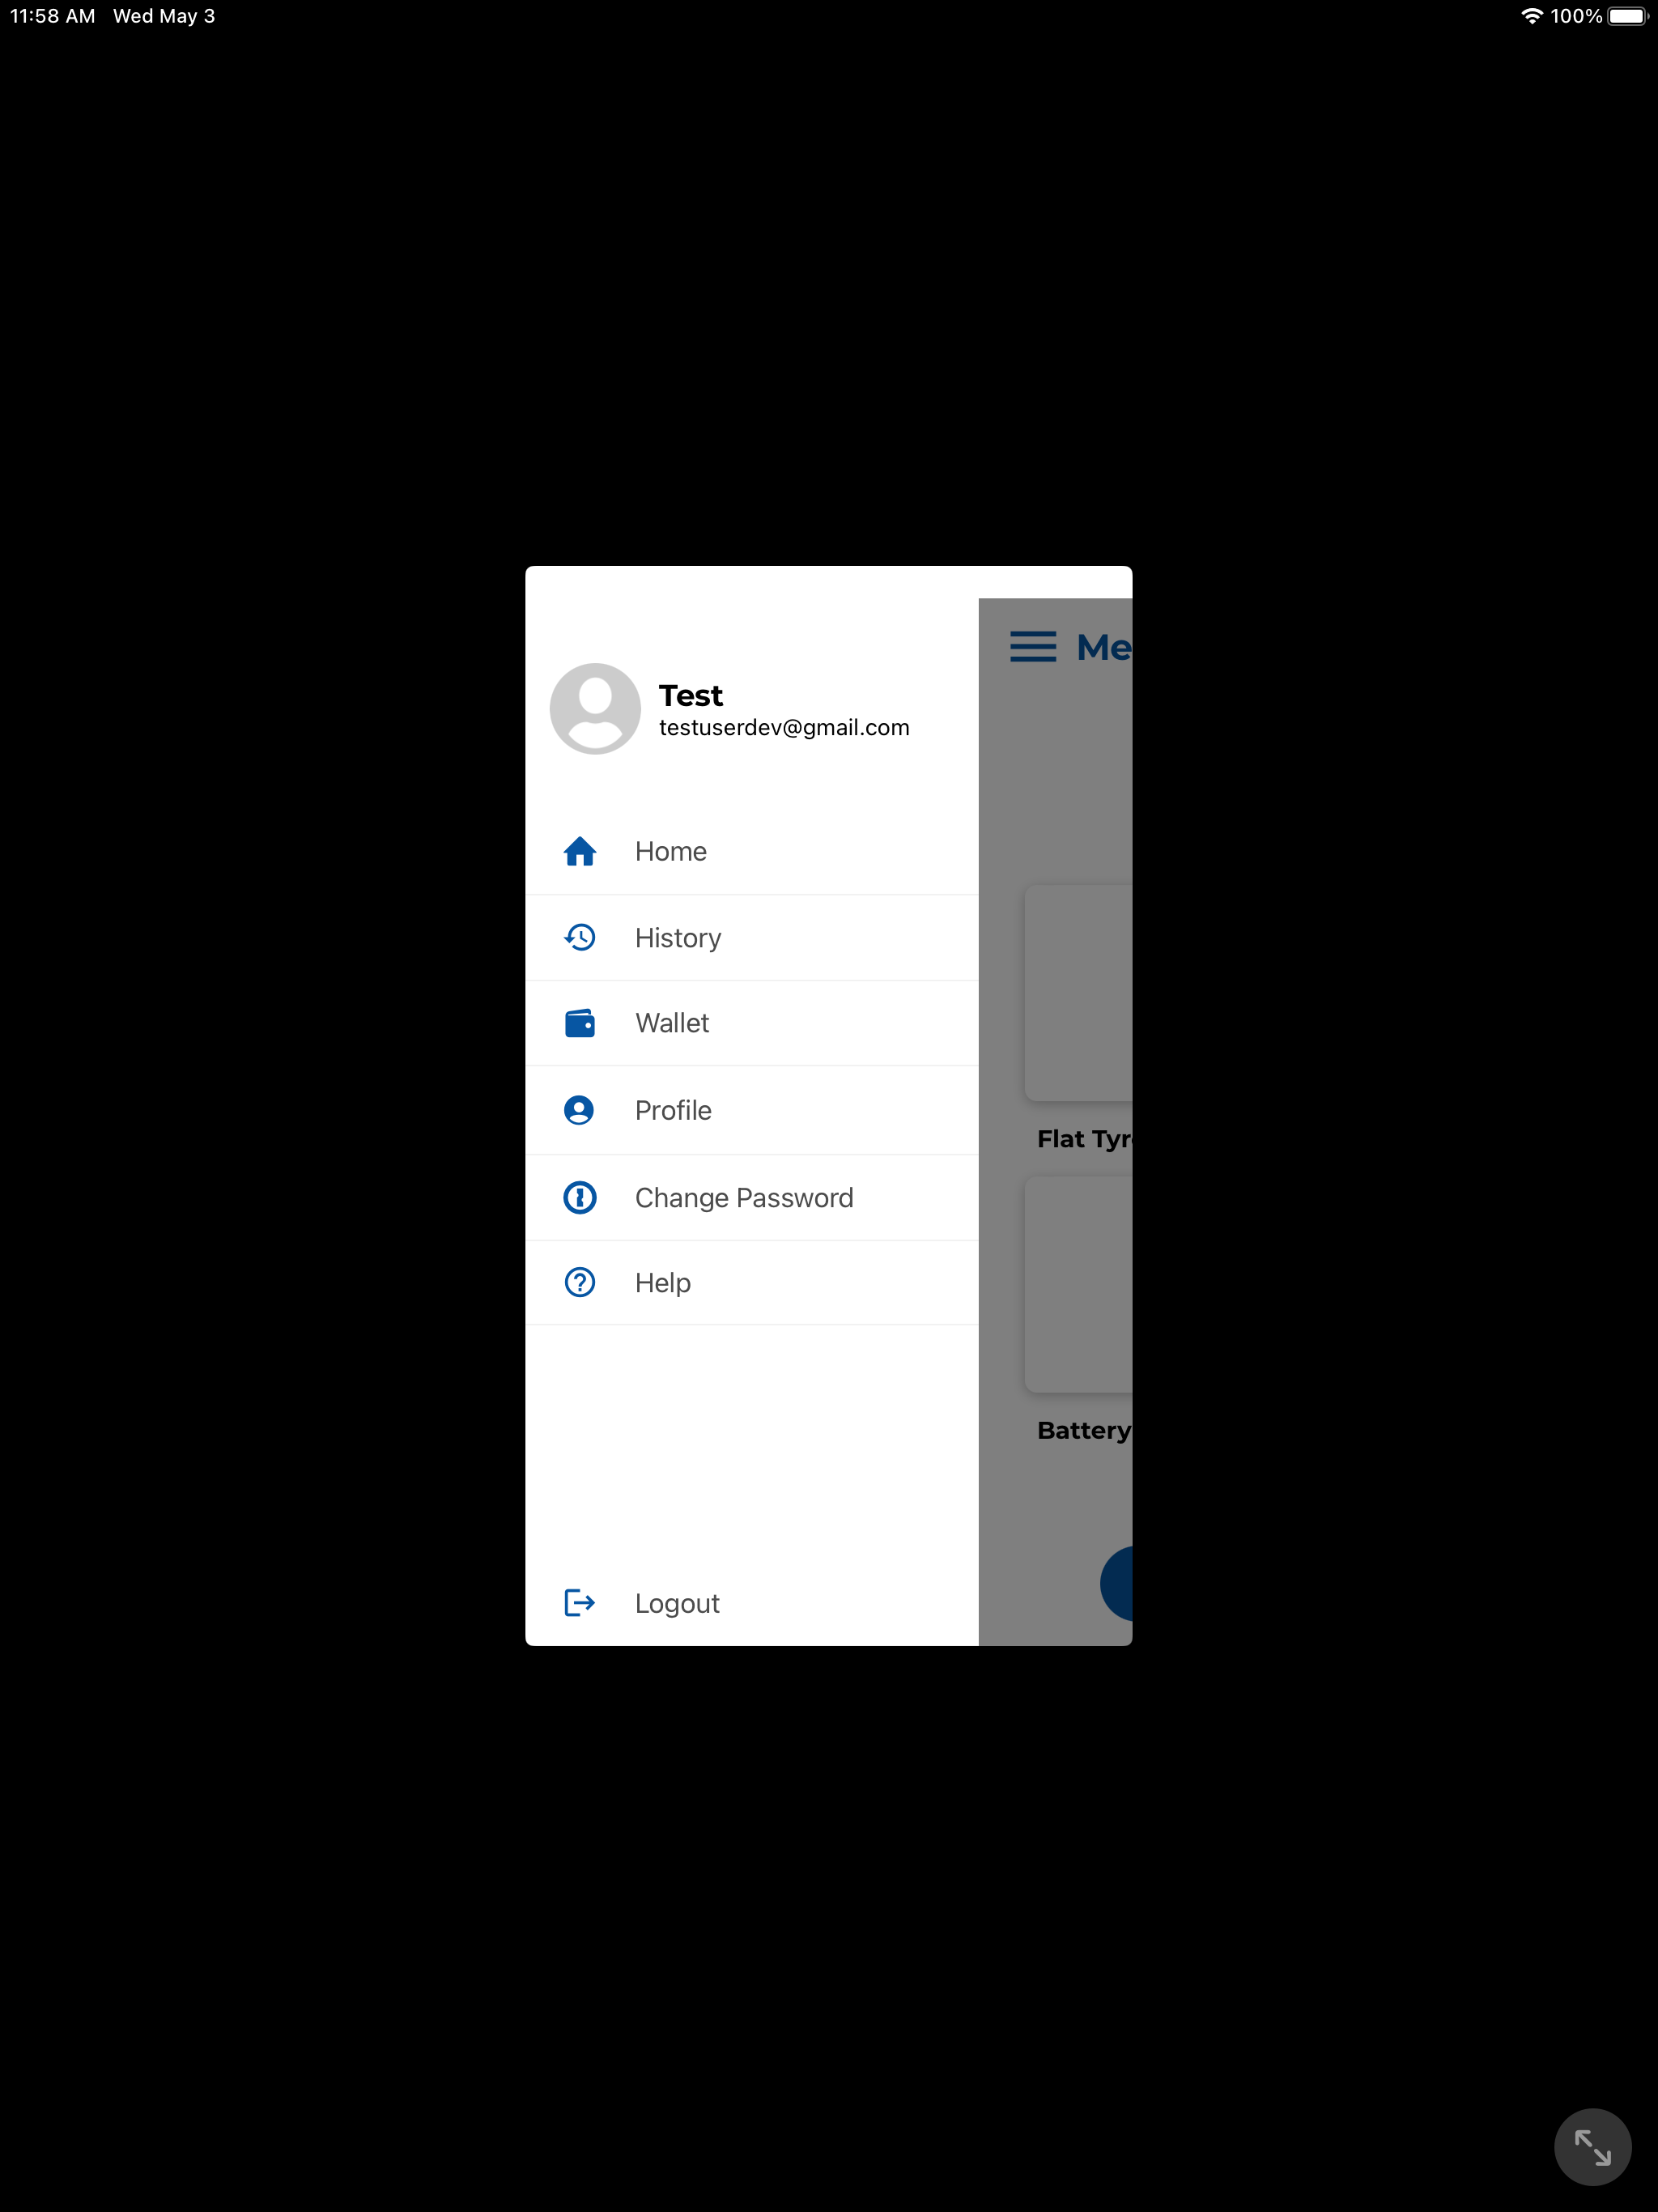 11:58 AM Wed May 3
100%
Me
Test
testuserdev@gmail.com
Home
History
Wallet
Profile
Change Password
Help
Logout
Flat Tyr
Battery